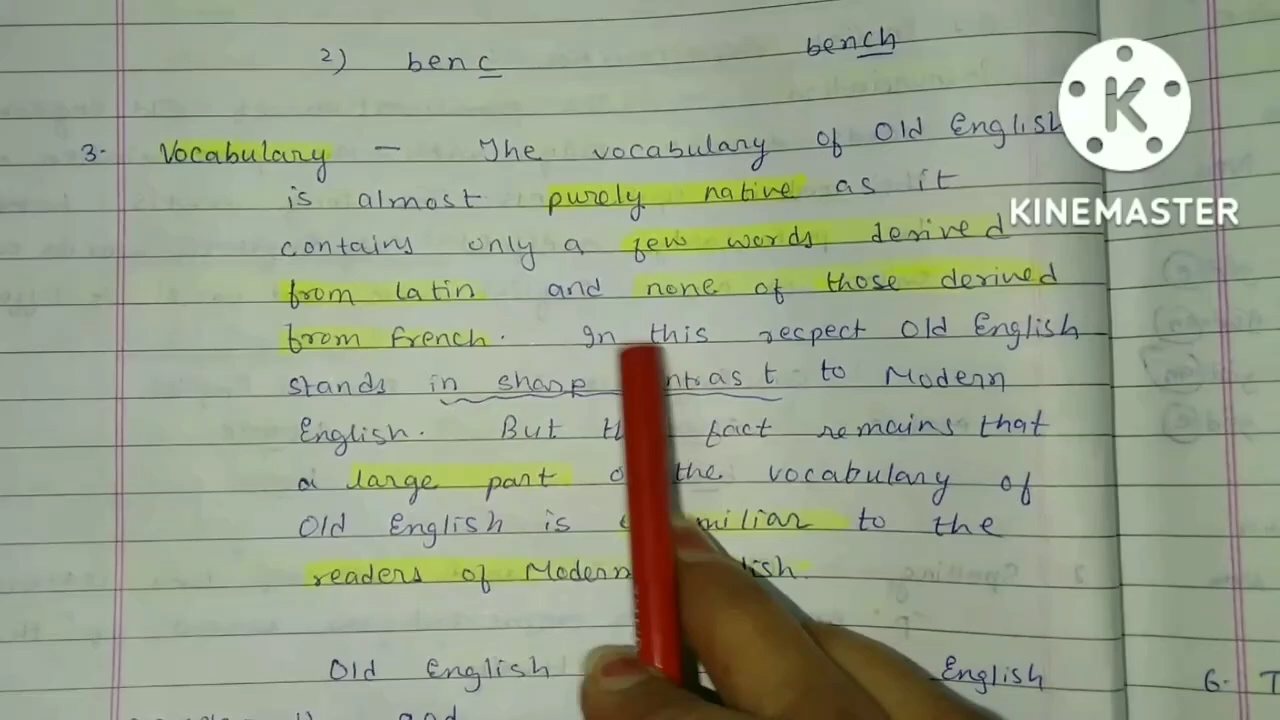 2) benc bench
3. Vocabulary – The vocabulary of Old English
is almost purely native as it
contains only a few words derived
from Latin and none of those derived
from French. In this respect Old English
stands in sharp to Modern
English. But fact remains that
a large part the vocabulary of
Old English is to the
readers of Modern
Old English English
and
6. T
K
KINEMASTER